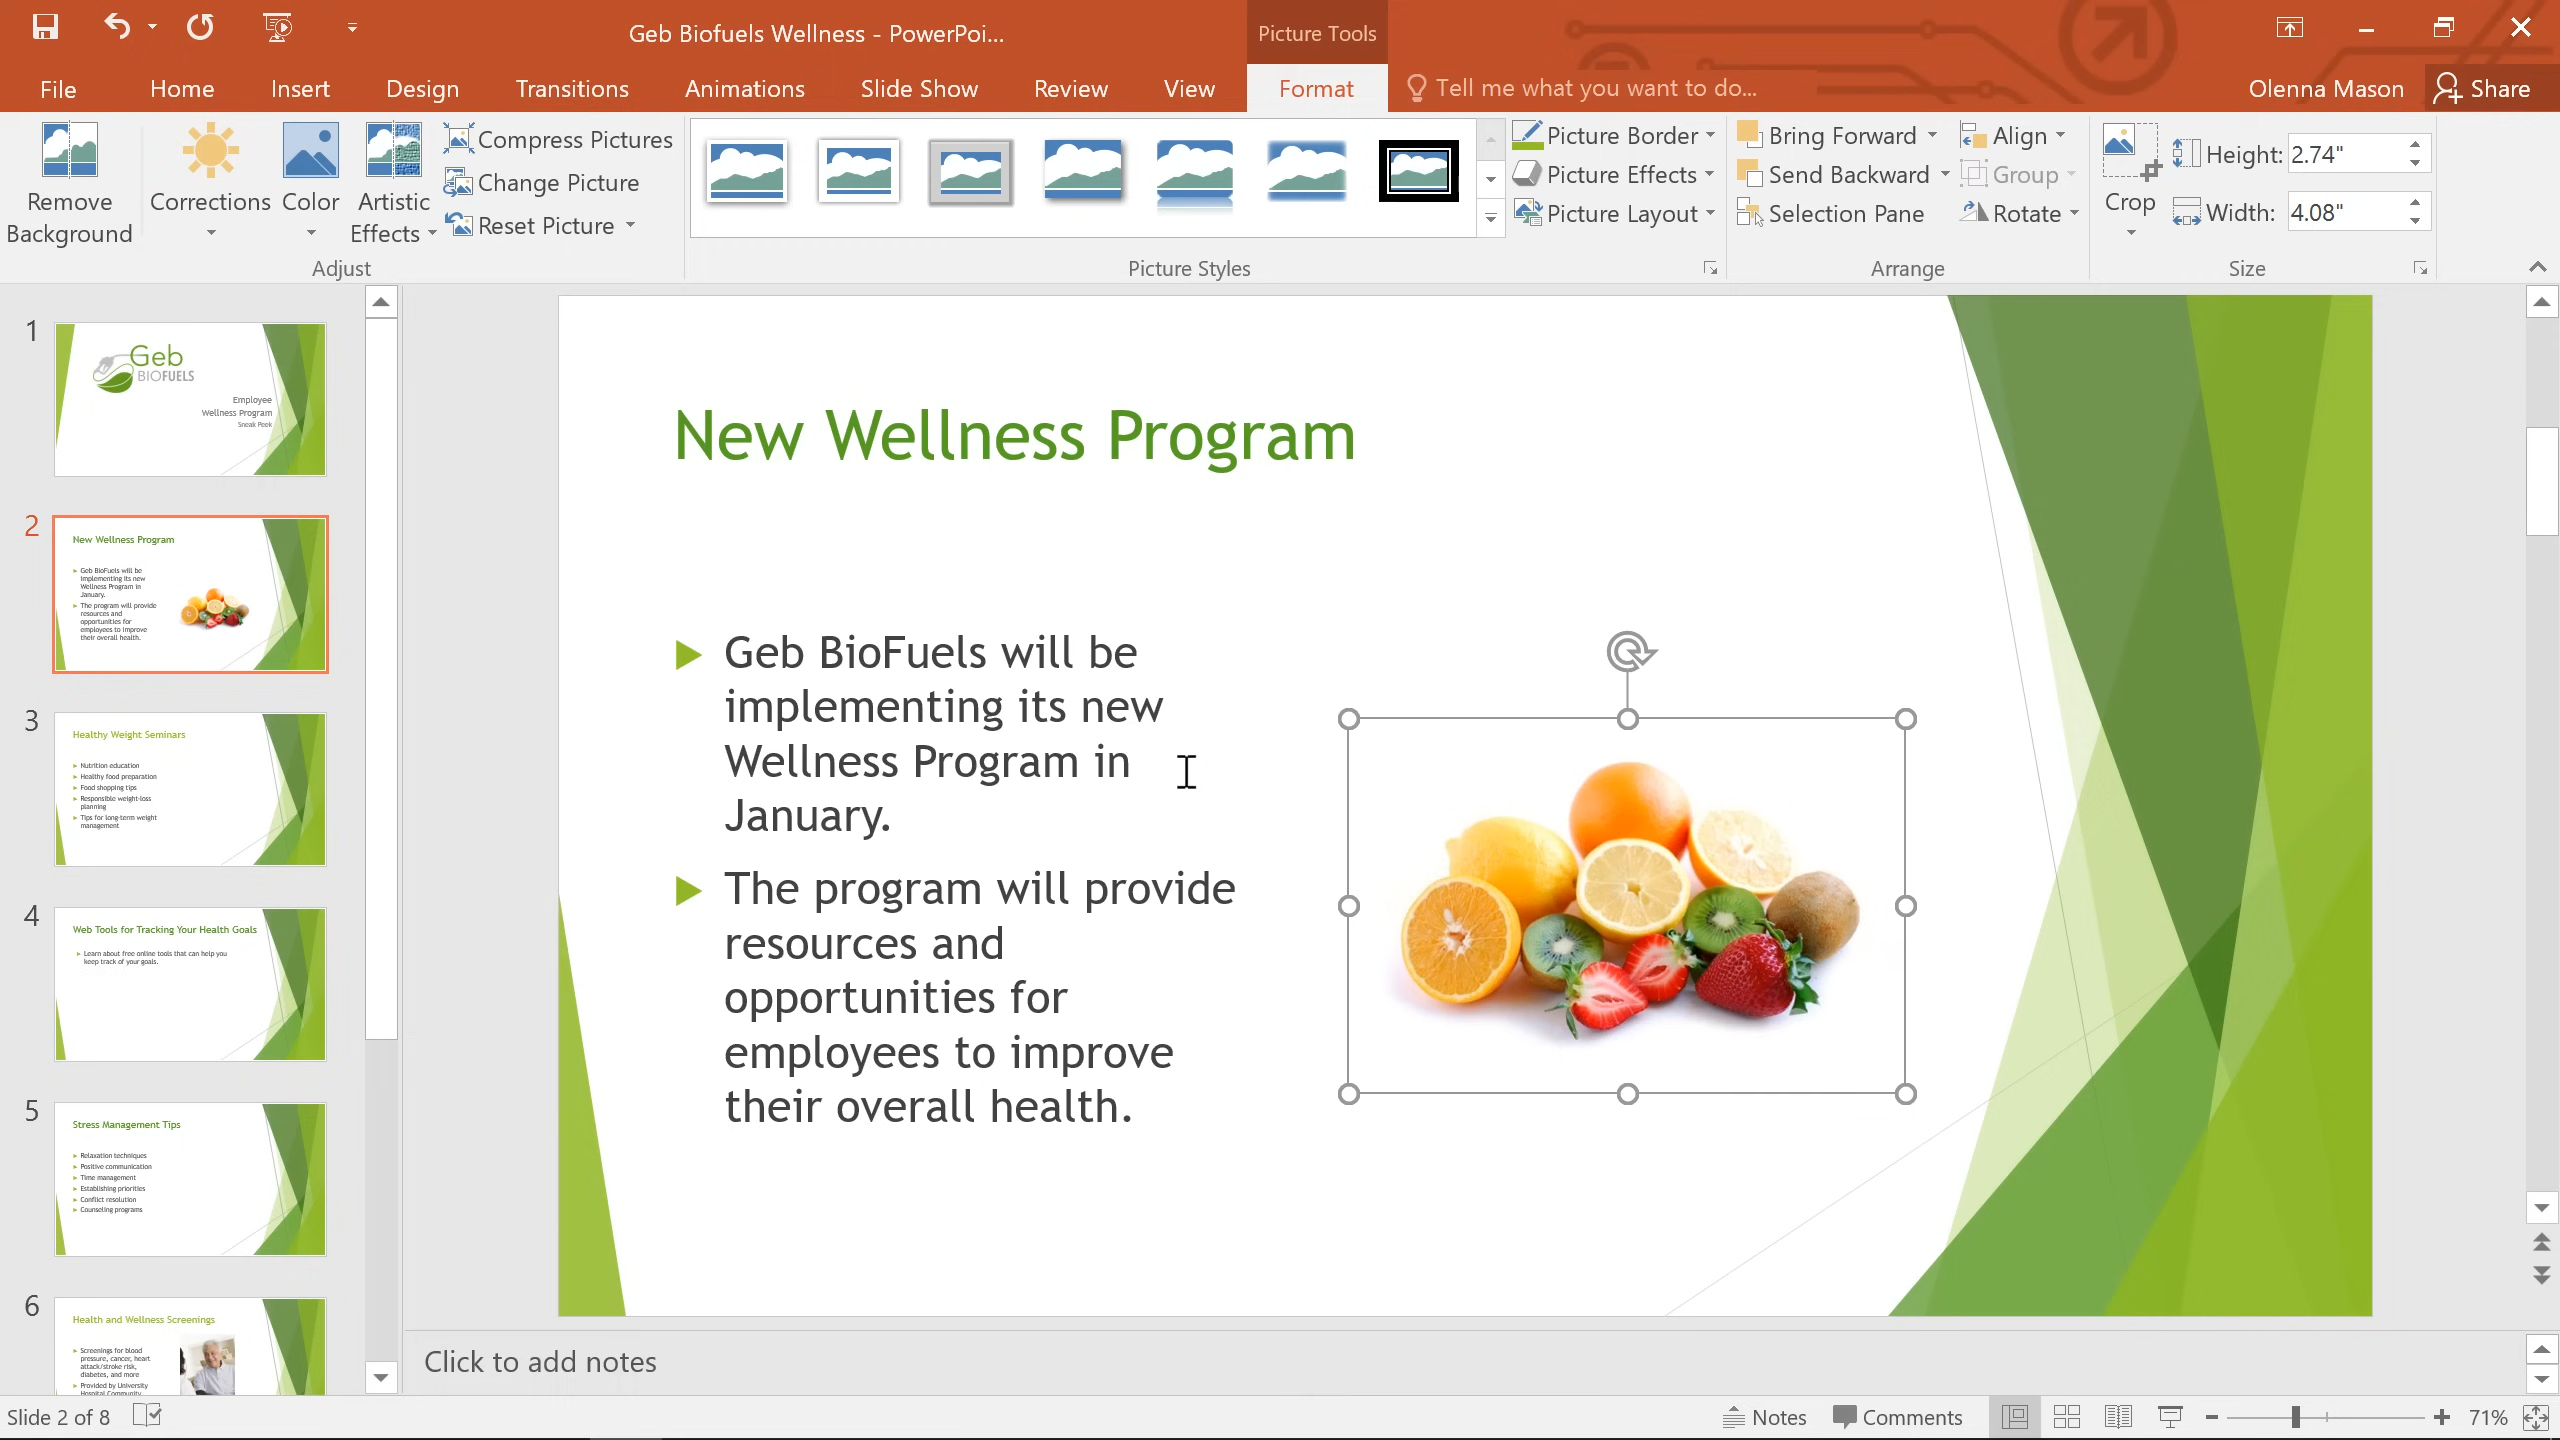 Geb Biofuels Wellness - PowerPoi...
Picture Tools
File
Home
Insert
Design
Transitions
Animations
Slide Show
Review
View
Format
Tell me what you want to do...
Olenna Mason
Share
Remove
Background
Corrections
Color
Artistic
Effects
Compress Pictures
Change Picture
Reset Picture
Adjust
Picture Styles
Picture Border
Picture Effects
Picture Layout
Bring Forward
Send Backward
Selection Pane
Align
Group
Rotate
Arrange
Crop
Height: 2.74"
Width: 4.08"
Size
1
Geb
BIOFUELS
Employee
Wellness Program
Sneak Peek
2
New Wellness Program
Geb BioFuels will be
implementing its new
Wellness Program in
January.
The program will provide
resources and
opportunities for
employees to improve
their overall health.
3
Healthy Weight Seminars
Nutrition education
Healthy food preparation
Food shopping tips
Responsible weight-loss
planning
Tips for long-term weight
management
4
Web Tools for Tracking Your Health Goals
Learn about free online tools that can help you
keep track of your goals.
5
Stress Management Tips
Relaxation techniques
Positive communication
Time management
Establishing priorities
Conflict resolution
Counseling programs
6
Health and Wellness Screenings
Screenings for blood
pressure, cancer, heart
attack/stroke risk,
diabetes, and more
Provided by University
Hospital Community
New Wellness Program
Geb BioFuels will be
implementing its new
Wellness Program in
January.
The program will provide
resources and
opportunities for
employees to improve
their overall health.
Click to add notes
Slide 2 of 8
Notes
Comments
71%